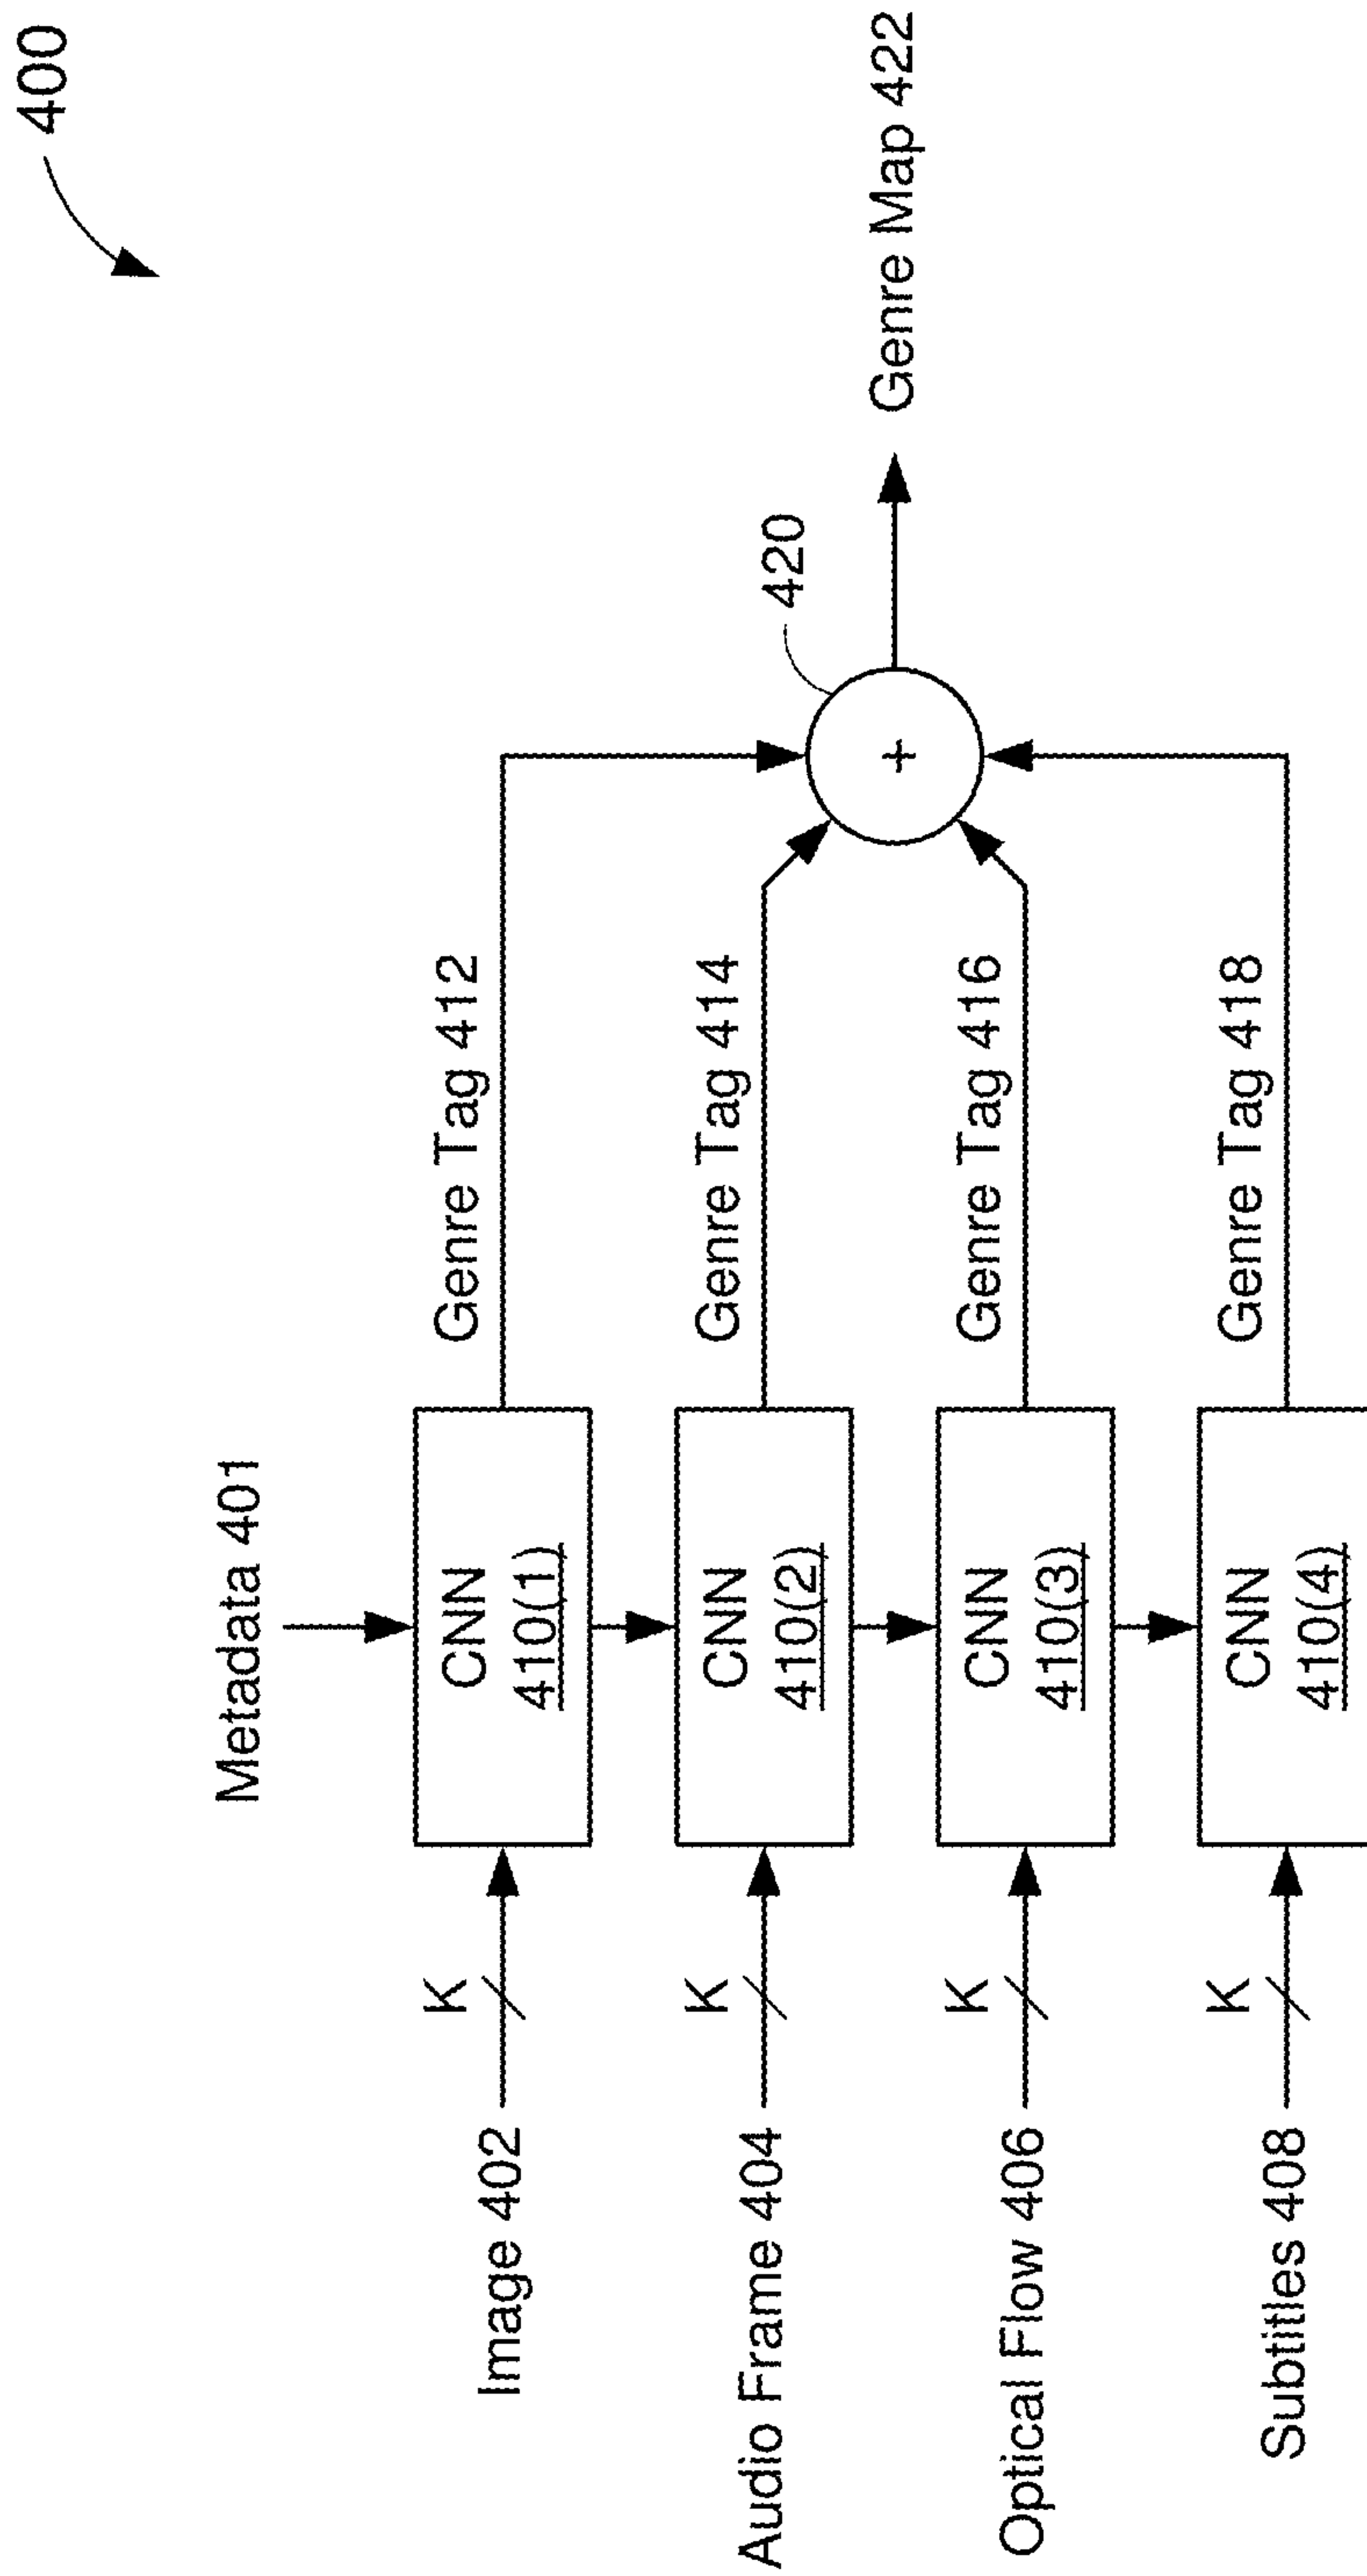 400
Metadata 401
Image 402
K
CNN
410(1)
Genre Tag 412
Audio Frame 404
K
CNN
410(2)
Genre Tag 414
420
+
Genre Map 422
Optical Flow 406
K
CNN
410(3)
Genre Tag 416
Subtitles 408
K
CNN
410(4)
Genre Tag 418